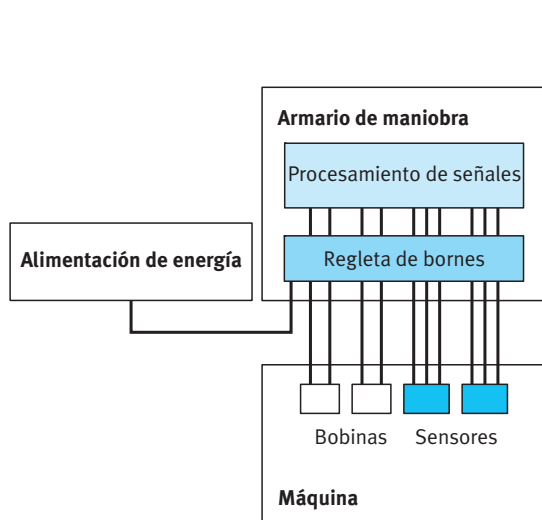 Armario de maniobra
Procesamiento de señales
Alimentación de energía
Regleta de bornes
Bobinas
Sensores
Máquina